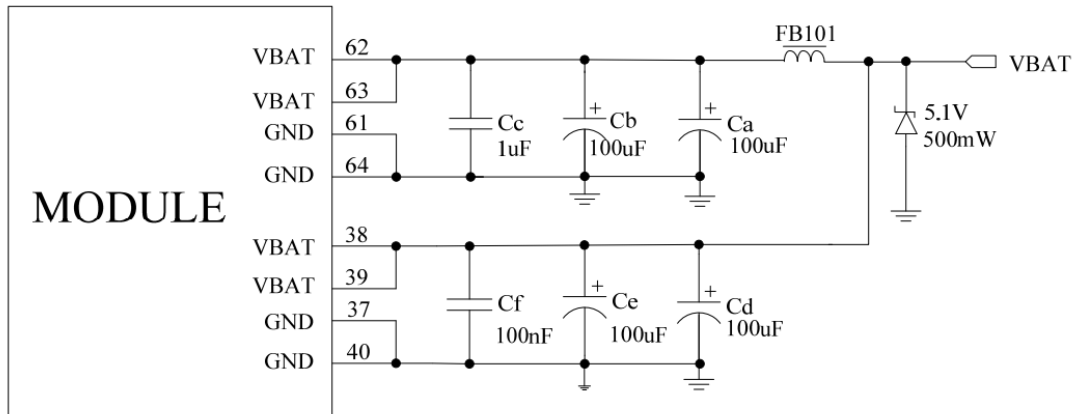 MODULE
VBAT 62
VBAT 63
GND 61
GND 64
VBAT 38
VBAT 39
GND 37
GND 40
Cc
1uF
+ Cb
100uF
+ Ca
100uF
FB101
VBAT
5.1V
500mW
Cf
100nF
+ Ce
100uF
+ Cd
100uF